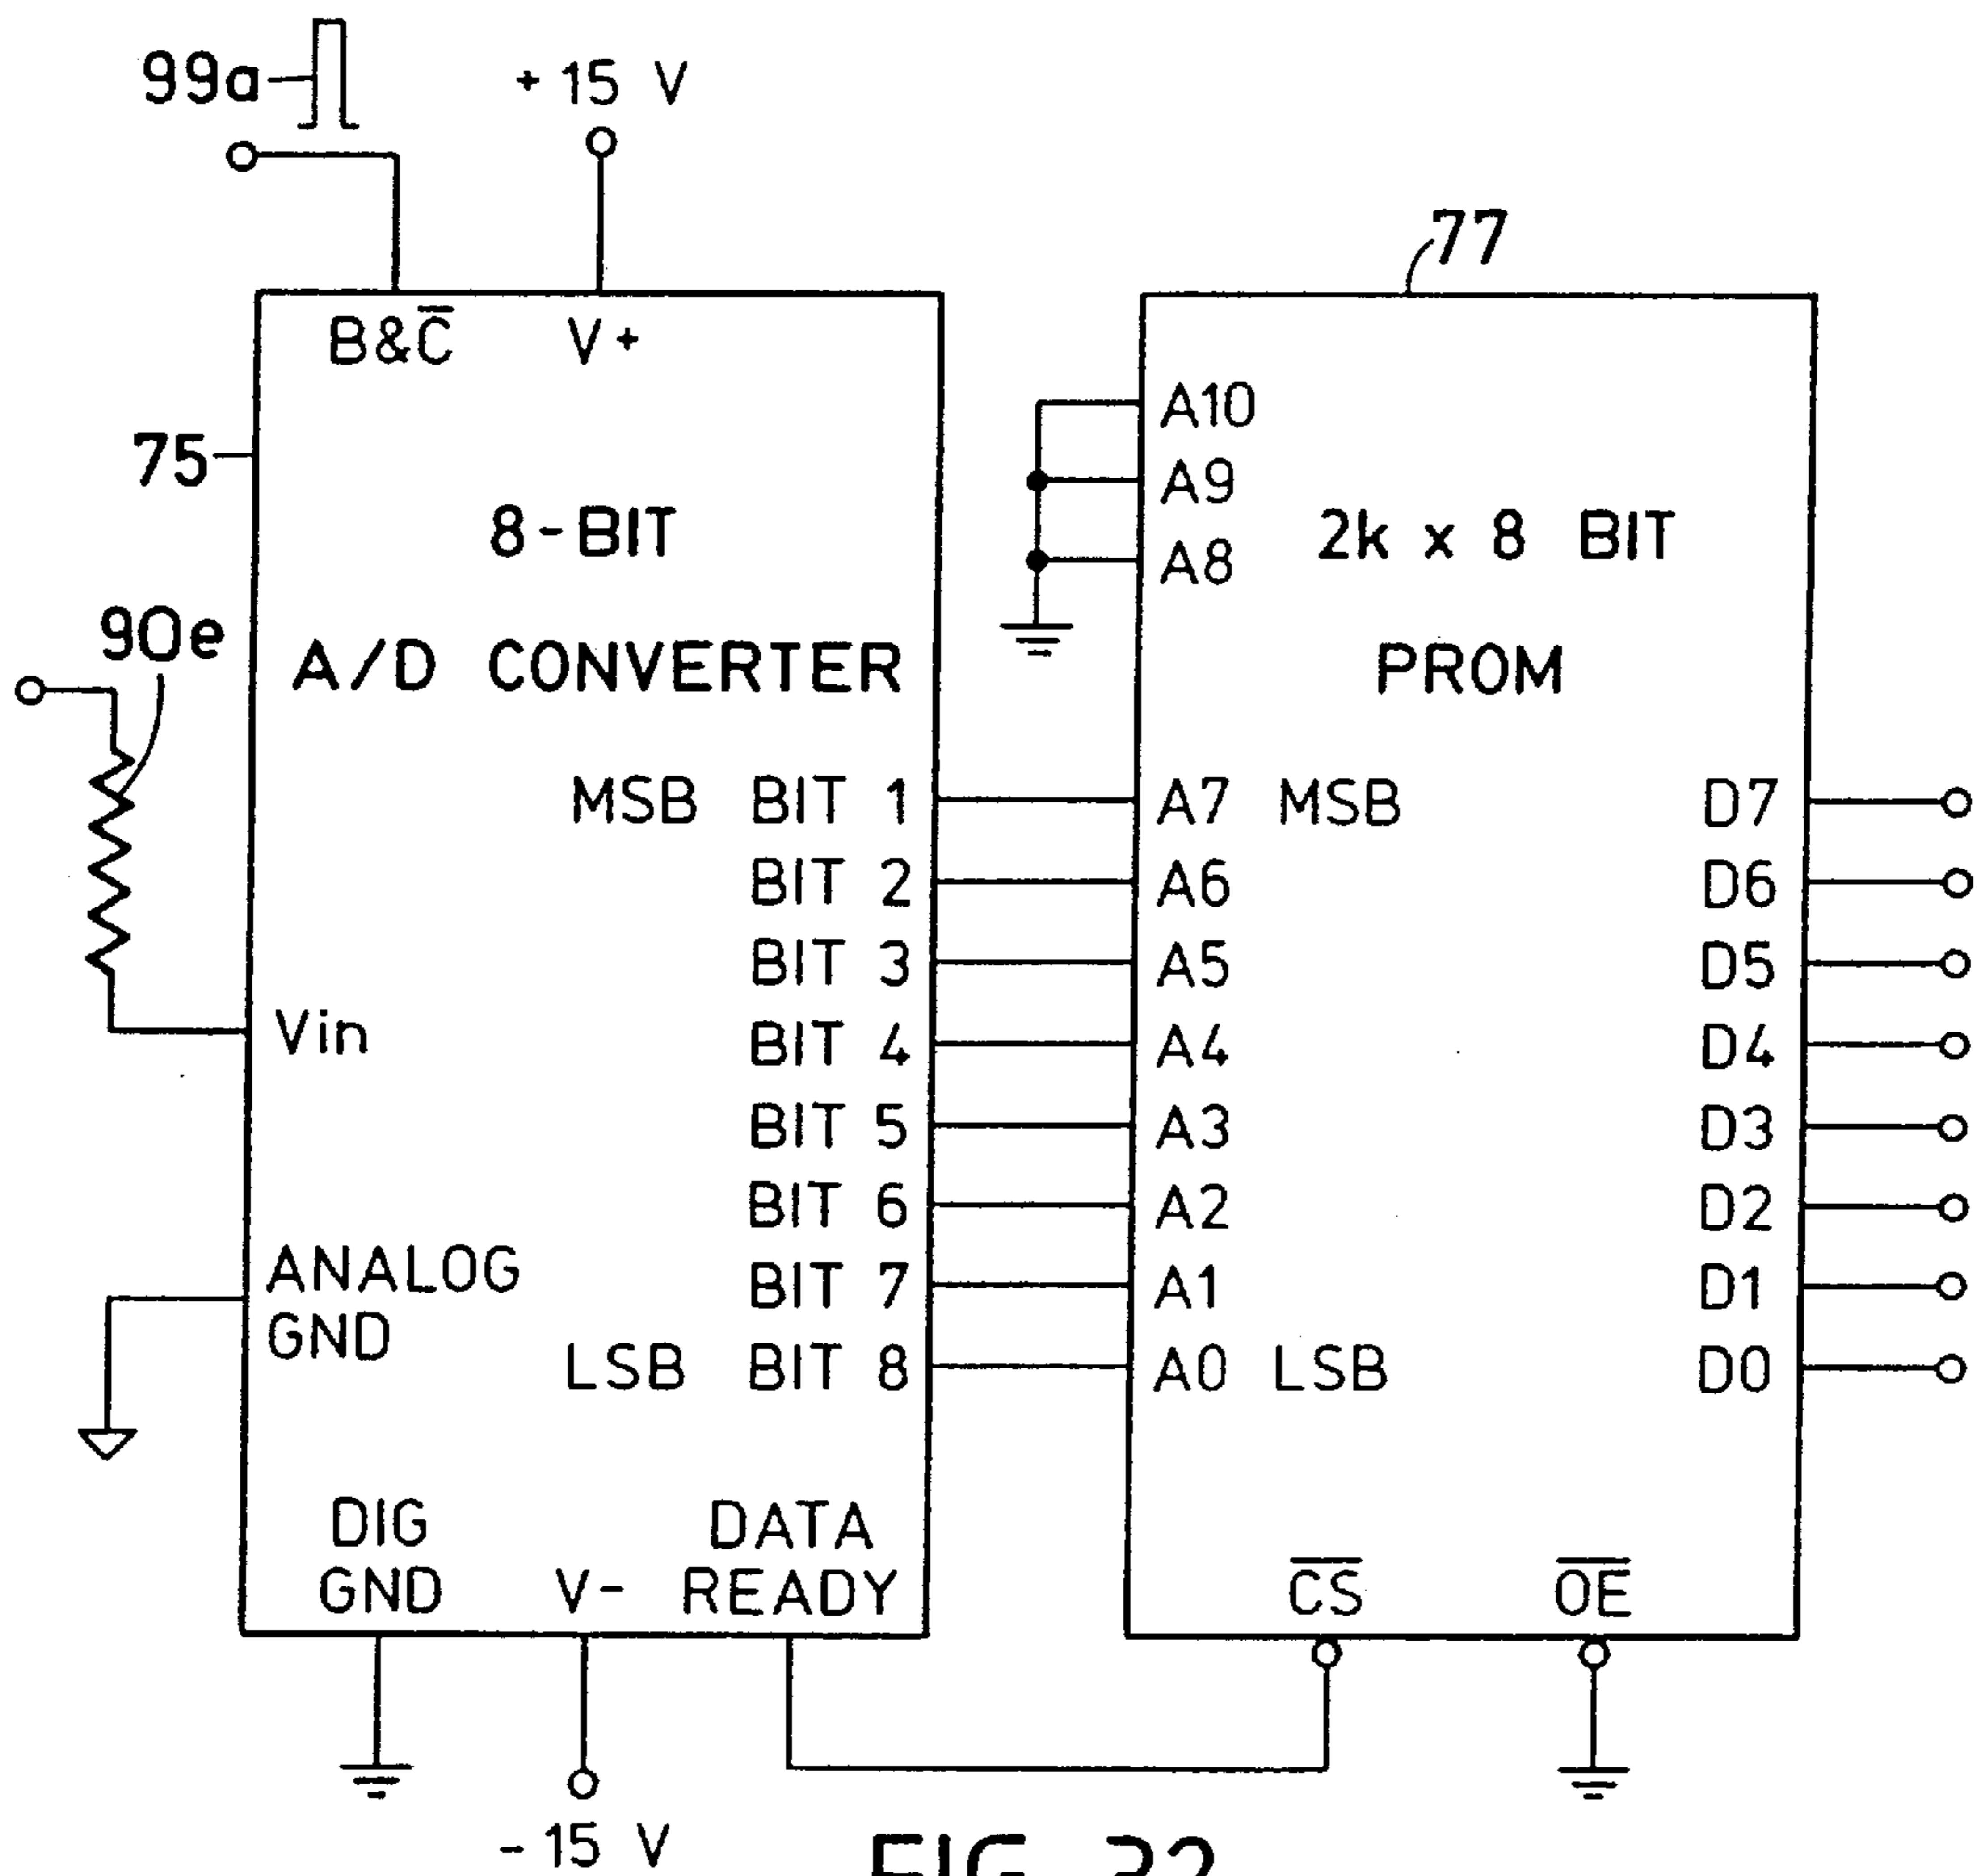 99a
+ 15 V
77
B&C̅ V+
A10
75
A9
8-BIT
2k x 8 BIT
A8
90e
A/D CONVERTER
PROM
MSB BIT 1
A7 MSB
D7
BIT 2
A6
D6
BIT 3
A5
D5
Vin
BIT 4
A4
D4
BIT 5
A3
D3
BIT 6
A2
D2
ANALOG
GND
BIT 7
A1
D1
LSB BIT 8
A0 LSB
D0
DIG
GND
V-
DATA
READY
C̅S̅
O̅E̅
- 15 V